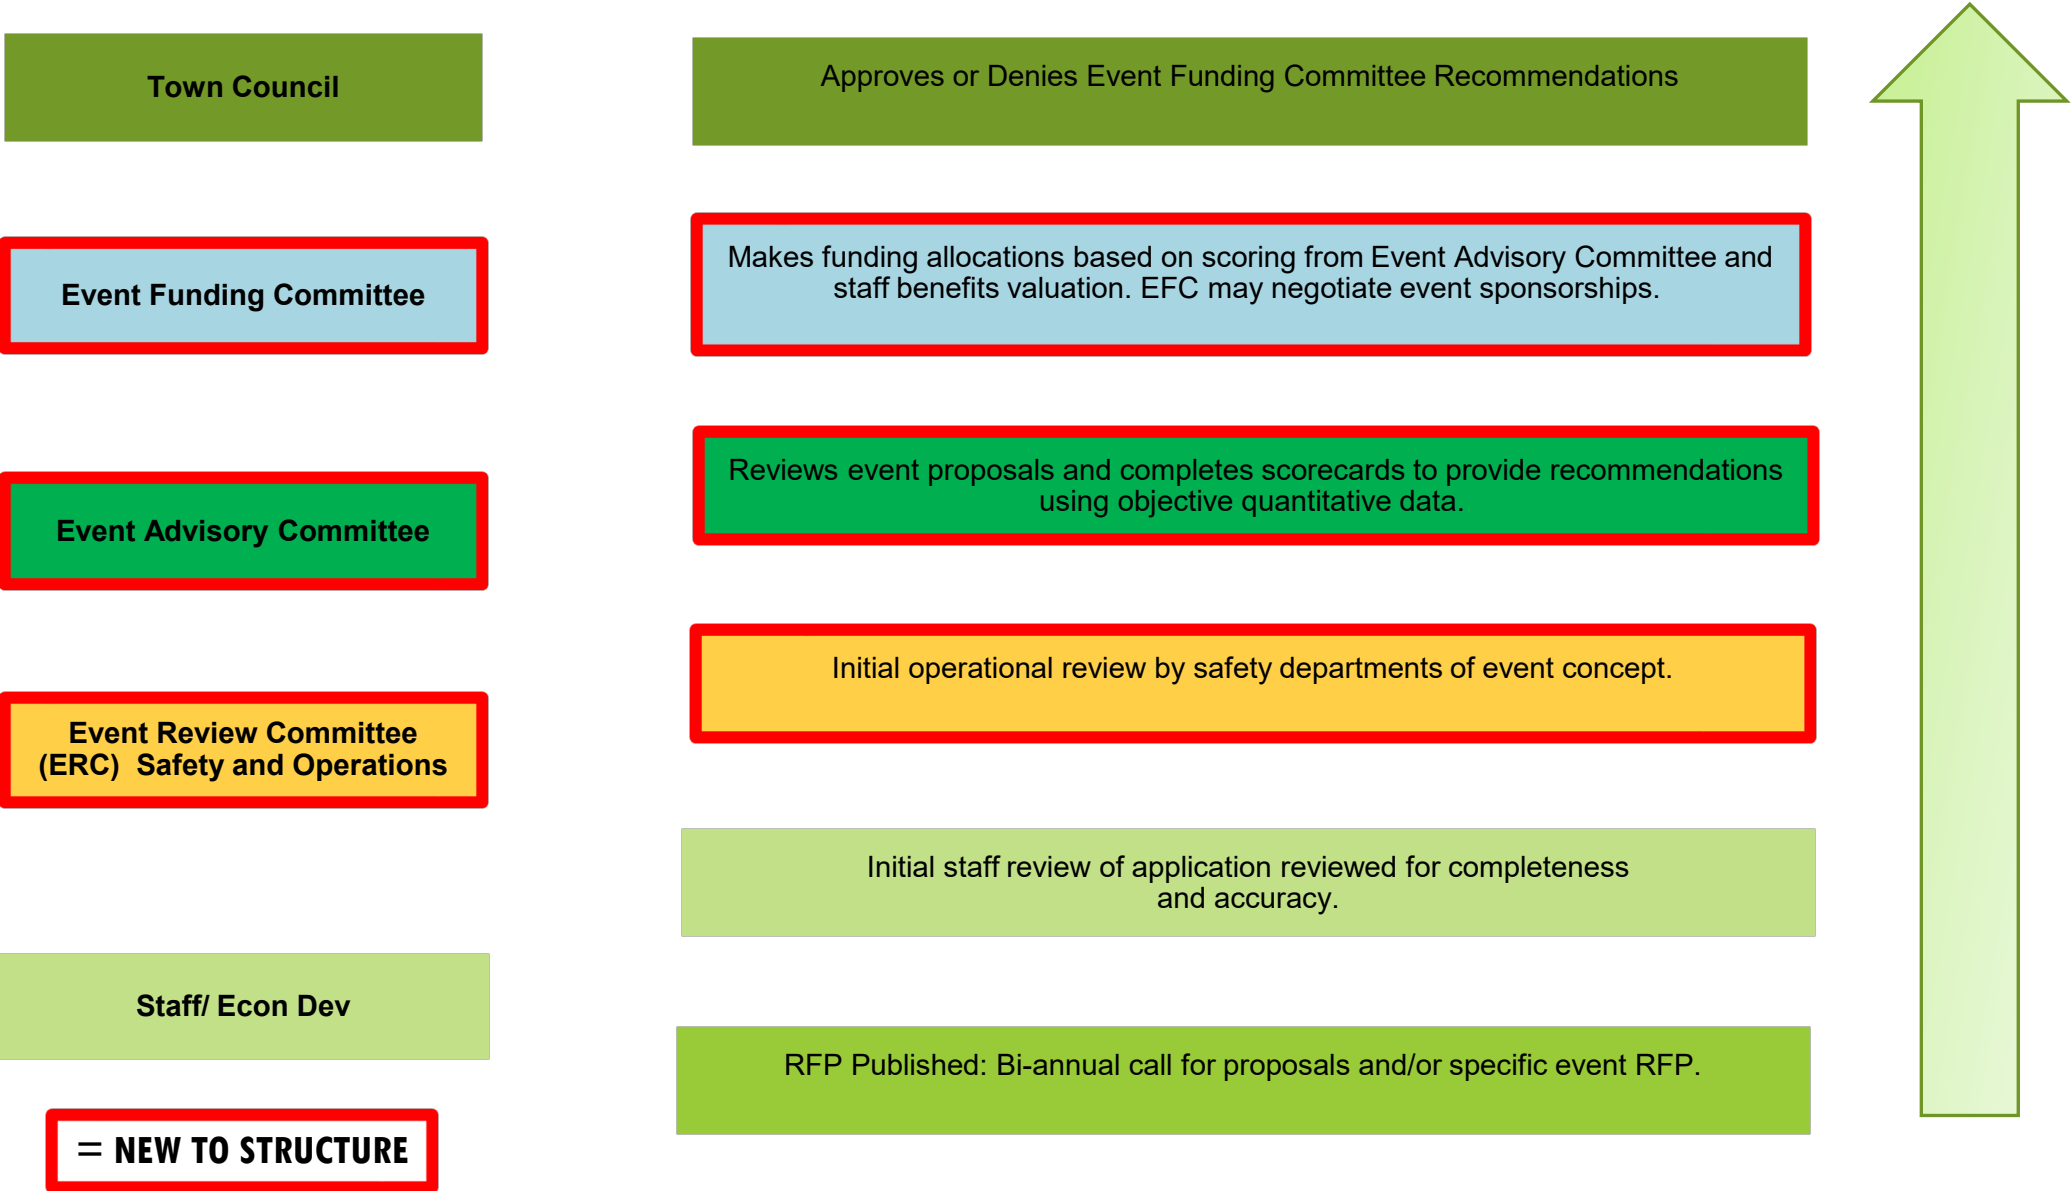 Town Council
Approves or Denies Event Funding Committee Recommendations
Event Funding Committee
Makes funding allocations based on scoring from Event Advisory Committee and
staff benefits valuation. EFC may negotiate event sponsorships.
Event Advisory Committee
Reviews event proposals and completes scorecards to provide recommendations
using objective quantitative data.
Event Review Committee
(ERC) Safety and Operations
Initial operational review by safety departments of event concept.
Initial staff review of application reviewed for completeness
and accuracy.
Staff/ Econ Dev
RFP Published: Bi-annual call for proposals and/or specific event RFP.
= NEW TO STRUCTURE